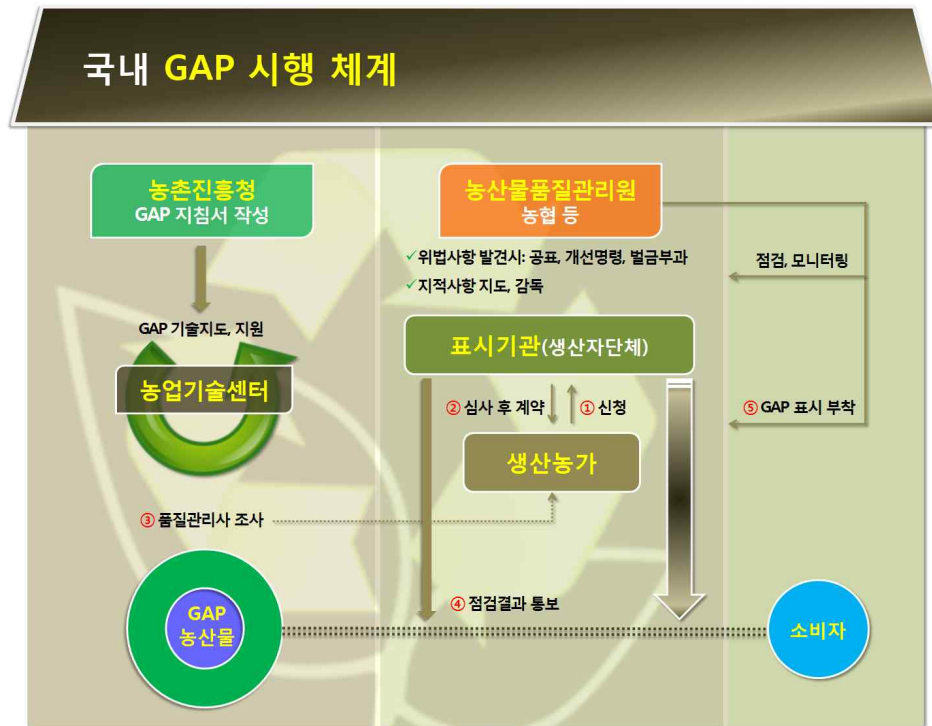 국내 GAP 시행 체계
농촌진흥청
GAP 지침서 작성
GAP 기술지도, 지원
농업기술센터
농산물품질관리원
농협 등
✓위법사항 발견시: 공표, 개선명령, 벌금부과
✓지적사항 지도, 감독
점검, 모니터링
표시기관(생산자단체)
② 심사 후 계약
① 신청
⑤ GAP 표시 부착
생산농가
③ 품질관리사 조사
④ 점검결과 통보
GAP
농산물
소비자